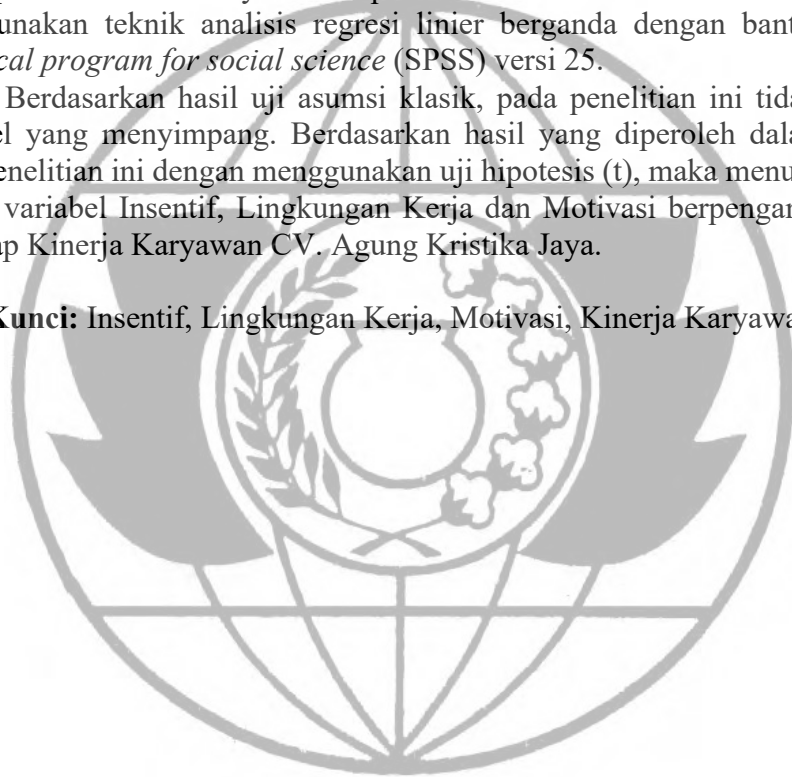 unakan teknik analisis regresi linier berganda dengan bant
cal program for social science (SPSS) versi 25.
Berdasarkan hasil uji asumsi klasik, pada penelitian ini tida
el yang menyimpang. Berdasarkan hasil yang diperoleh dala
enelitian ini dengan menggunakan uji hipotesis (t), maka menu
variabel Insentif, Lingkungan Kerja dan Motivasi berpengar
ap Kinerja Karyawan CV. Agung Kristika Jaya.
Kunci: Insentif, Lingkungan Kerja, Motivasi, Kinerja Karyawa